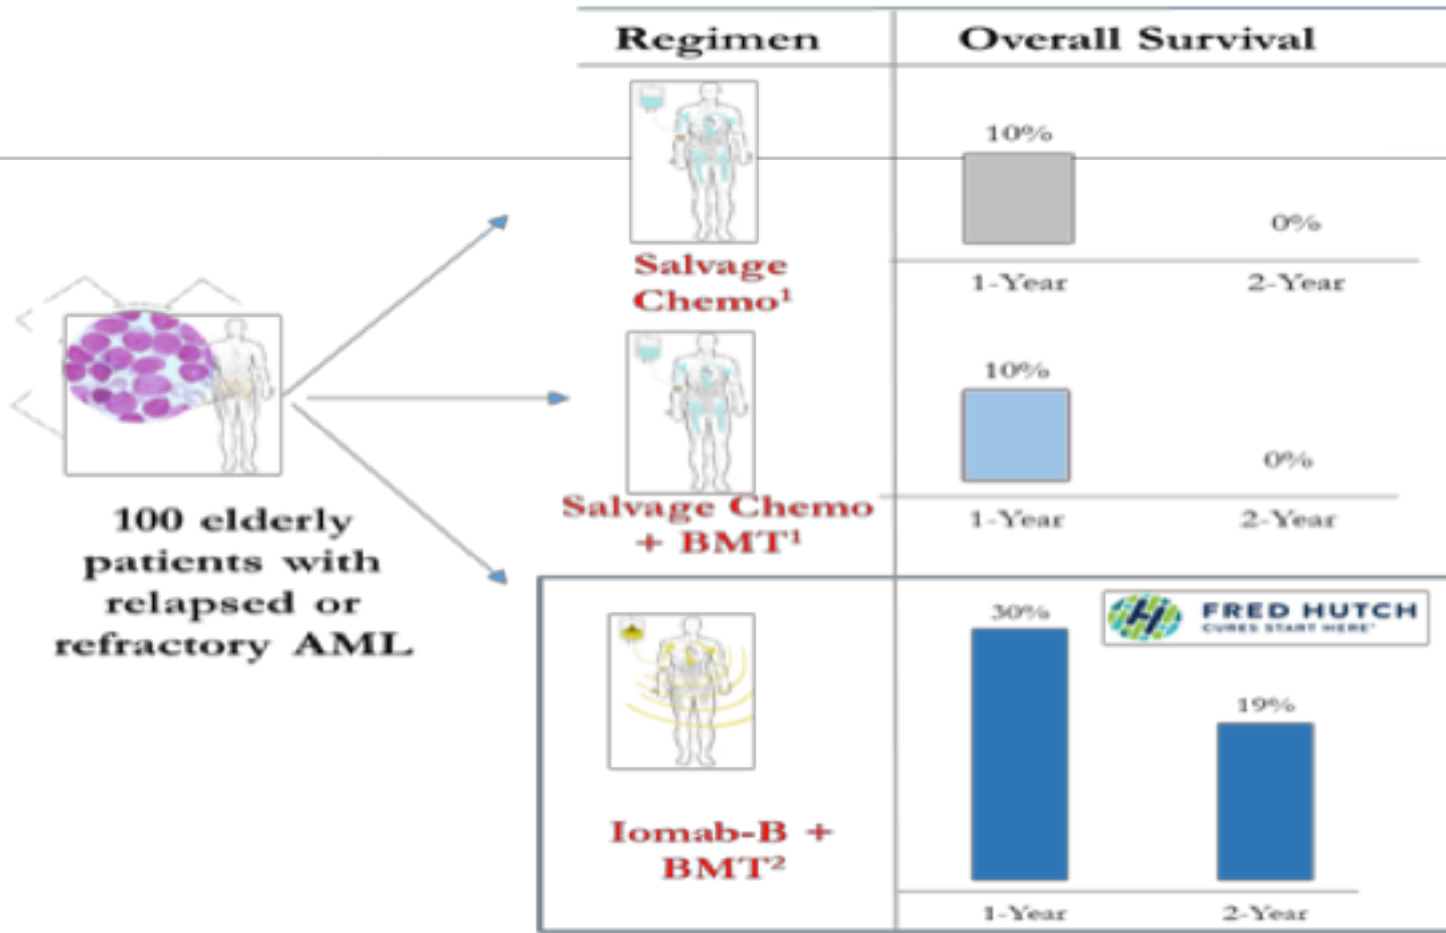 Regimen
Overall Survival
10%
0%
1-Year
2-Year
Salvage
Chemo¹
10%
0%
1-Year
2-Year
Salvage Chemo
+ BMT¹
100 elderly
patients with
relapsed or
refractory AML
30%
FRED HUTCH
CURES START HERE®
19%
Iomab-B +
BMT²
1-Year
2-Year